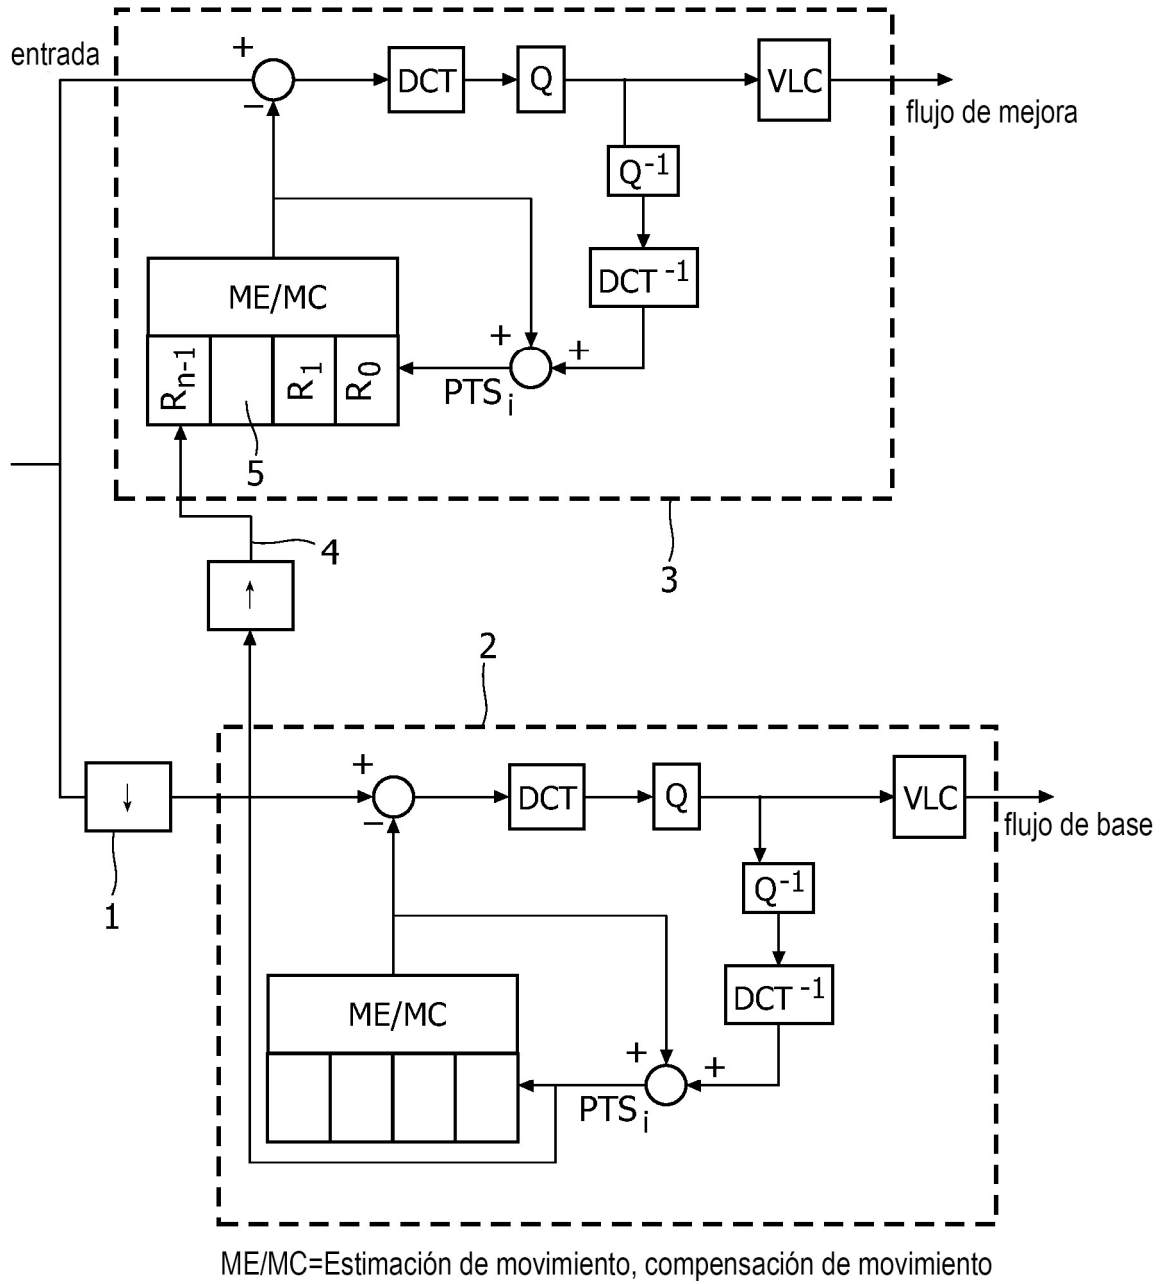 entrada
+
−
DCT
Q
VLC
flujo de mejora
Q-1
DCT -1
ME/MC
+
+
Rn-1
R1
R0
PTS i
5
4
3
↑
2
↓
1
+
−
DCT
Q
VLC
flujo de base
Q-1
DCT -1
ME/MC
+
+
PTS i
ME/MC=Estimación de movimiento, compensación de movimiento